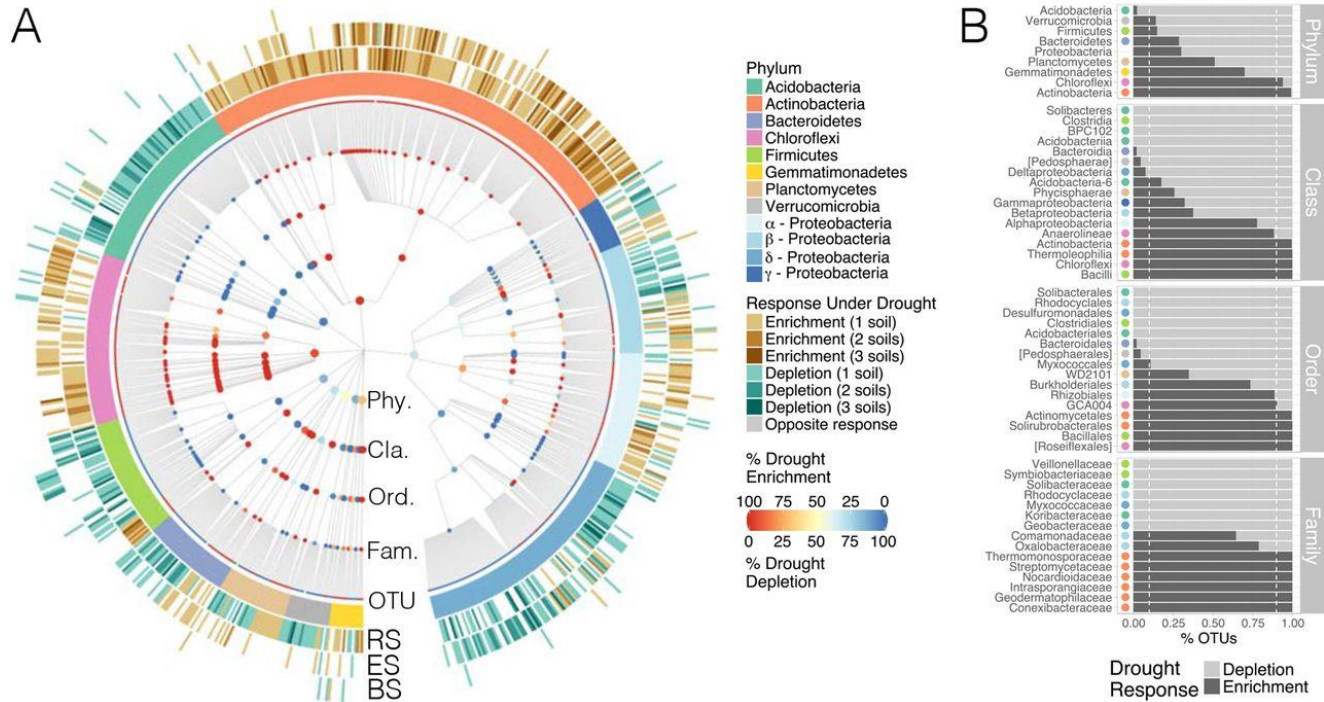 A
Phy.
Cla.
Ord.
Fam.
OTU
RS
ES
BS
Phylum
Acidobacteria
Actinobacteria
Bacteroidetes
Chloroflexi
Firmicutes
Gemmatimonadetes
Planctomycetes
Verrucomicrobia
α - Proteobacteria
β - Proteobacteria
δ - Proteobacteria
γ - Proteobacteria
Response Under Drought
Enrichment (1 soil)
Enrichment (2 soils)
Enrichment (3 soils)
Depletion (1 soil)
Depletion (2 soils)
Depletion (3 soils)
Opposite response
% Drought
Enrichment
100 75 50 25 0
0 25 50 75 100
% Drought
Depletion
B
Acidobacteria
Verrucomicrobia
Firmicutes
Bacteroidetes
Proteobacteria
Planctomycetes
Gemmatimonadetes
Chloroflexi
Actinobacteria
Phylum
Solibacteres
Clostridia
BPC102
Acidobacteriia
Bacteroidia
[Pedosphaerae]
Deltaproteobacteria
Acidobacteria-6
Phycisphaerae
Gammaproteobacteria
Betaproteobacteria
Alphaproteobacteria
Anaerolineae
Actinobacteria
Thermoleophilia
Chloroflexi
Bacilli
Class
Solibacterales
Rhodocyclales
Desulfuromonadales
Clostridiales
Acidobacteriales
Bacteroidales
[Pedosphaerales]
Myxococcales
WD2101
Burkholderiales
Rhizobiales
GCA004
Actinomycetales
Solirubrobacterales
Bacillales
[Roseiflexales]
Order
Veillonellaceae
Symbiobacteriaceae
Solibacteraceae
Rhodocyclaceae
Myxococcaceae
Koribacteraceae
Geobacteraceae
Comamonadaceae
Oxalobacteraceae
Thermomonosporaceae
Streptomycetaceae
Nocardioidaceae
Intrasporangiaceae
Geodermatophilaceae
Conexibacteraceae
Family
0.00 0.25 0.50 0.75 1.00
% OTUs
Drought
Response
Depletion
Enrichment